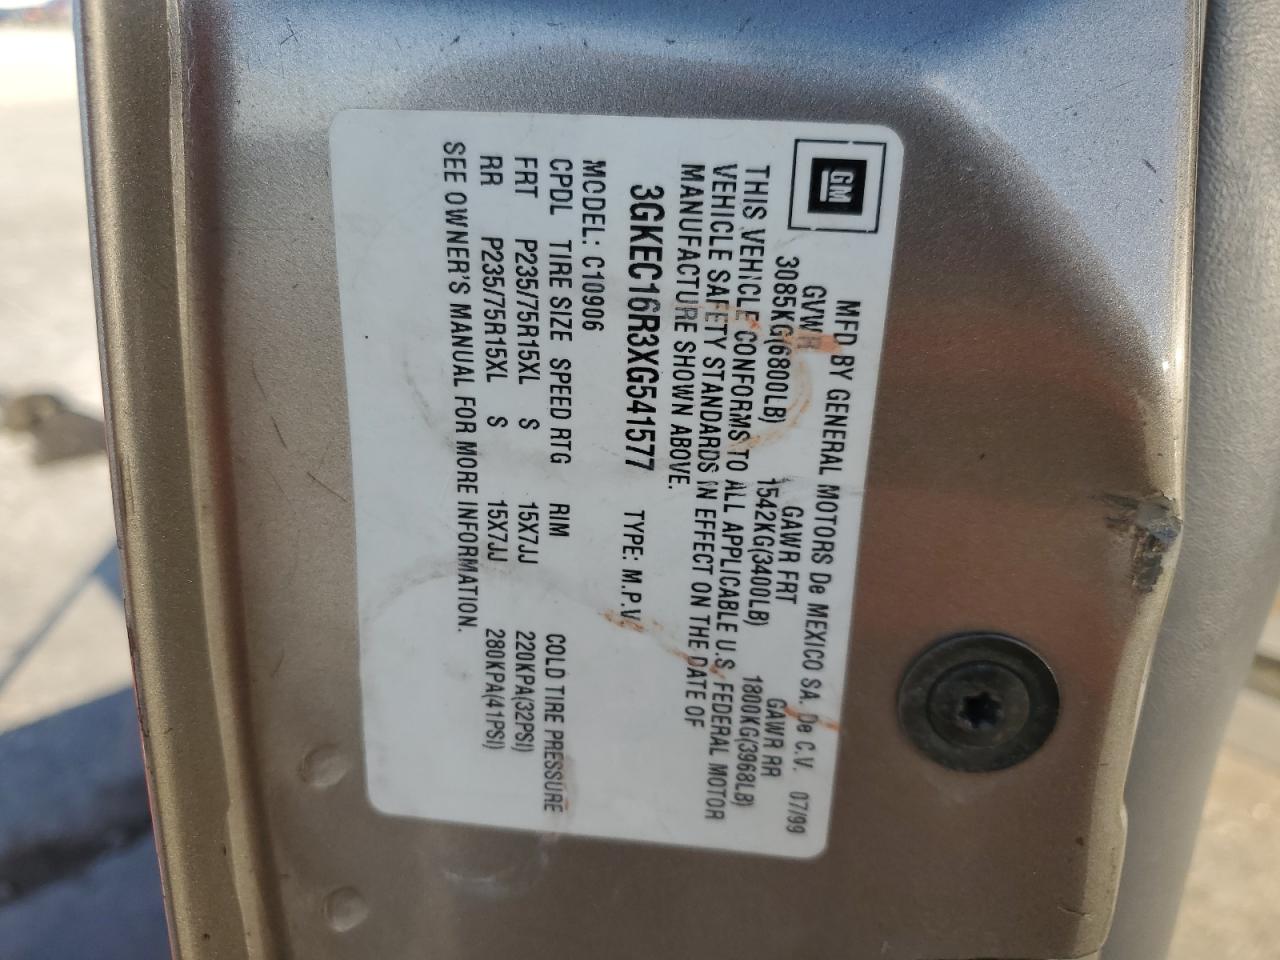 GM
MFD BY GENERAL MOTORS De MEXICO SA. De C.V. 07/99
GVWR GAWR FRT GAWR RR
3085KG(6800LB) 1542KG(3400LB) 1800KG(3968LB)
THIS VEHICLE CONFORMS TO ALL APPLICABLE U.S. FEDERAL MOTOR
VEHICLE SAFETY STANDARDS IN EFFECT ON THE DATE OF
MANUFACTURE SHOWN ABOVE.
3GKEC16R3XG541577 TYPE: M.P.V.
MODEL: C10906
CPDL TIRE SIZE SPEED RTG RIM COLD TIRE PRESSURE
FRT P235/75R15XL S 15X7JJ 220KPA(32PSI)
RR P235/75R15XL S 15X7JJ 280KPA(41PSI)
SEE OWNER'S MANUAL FOR MORE INFORMATION.